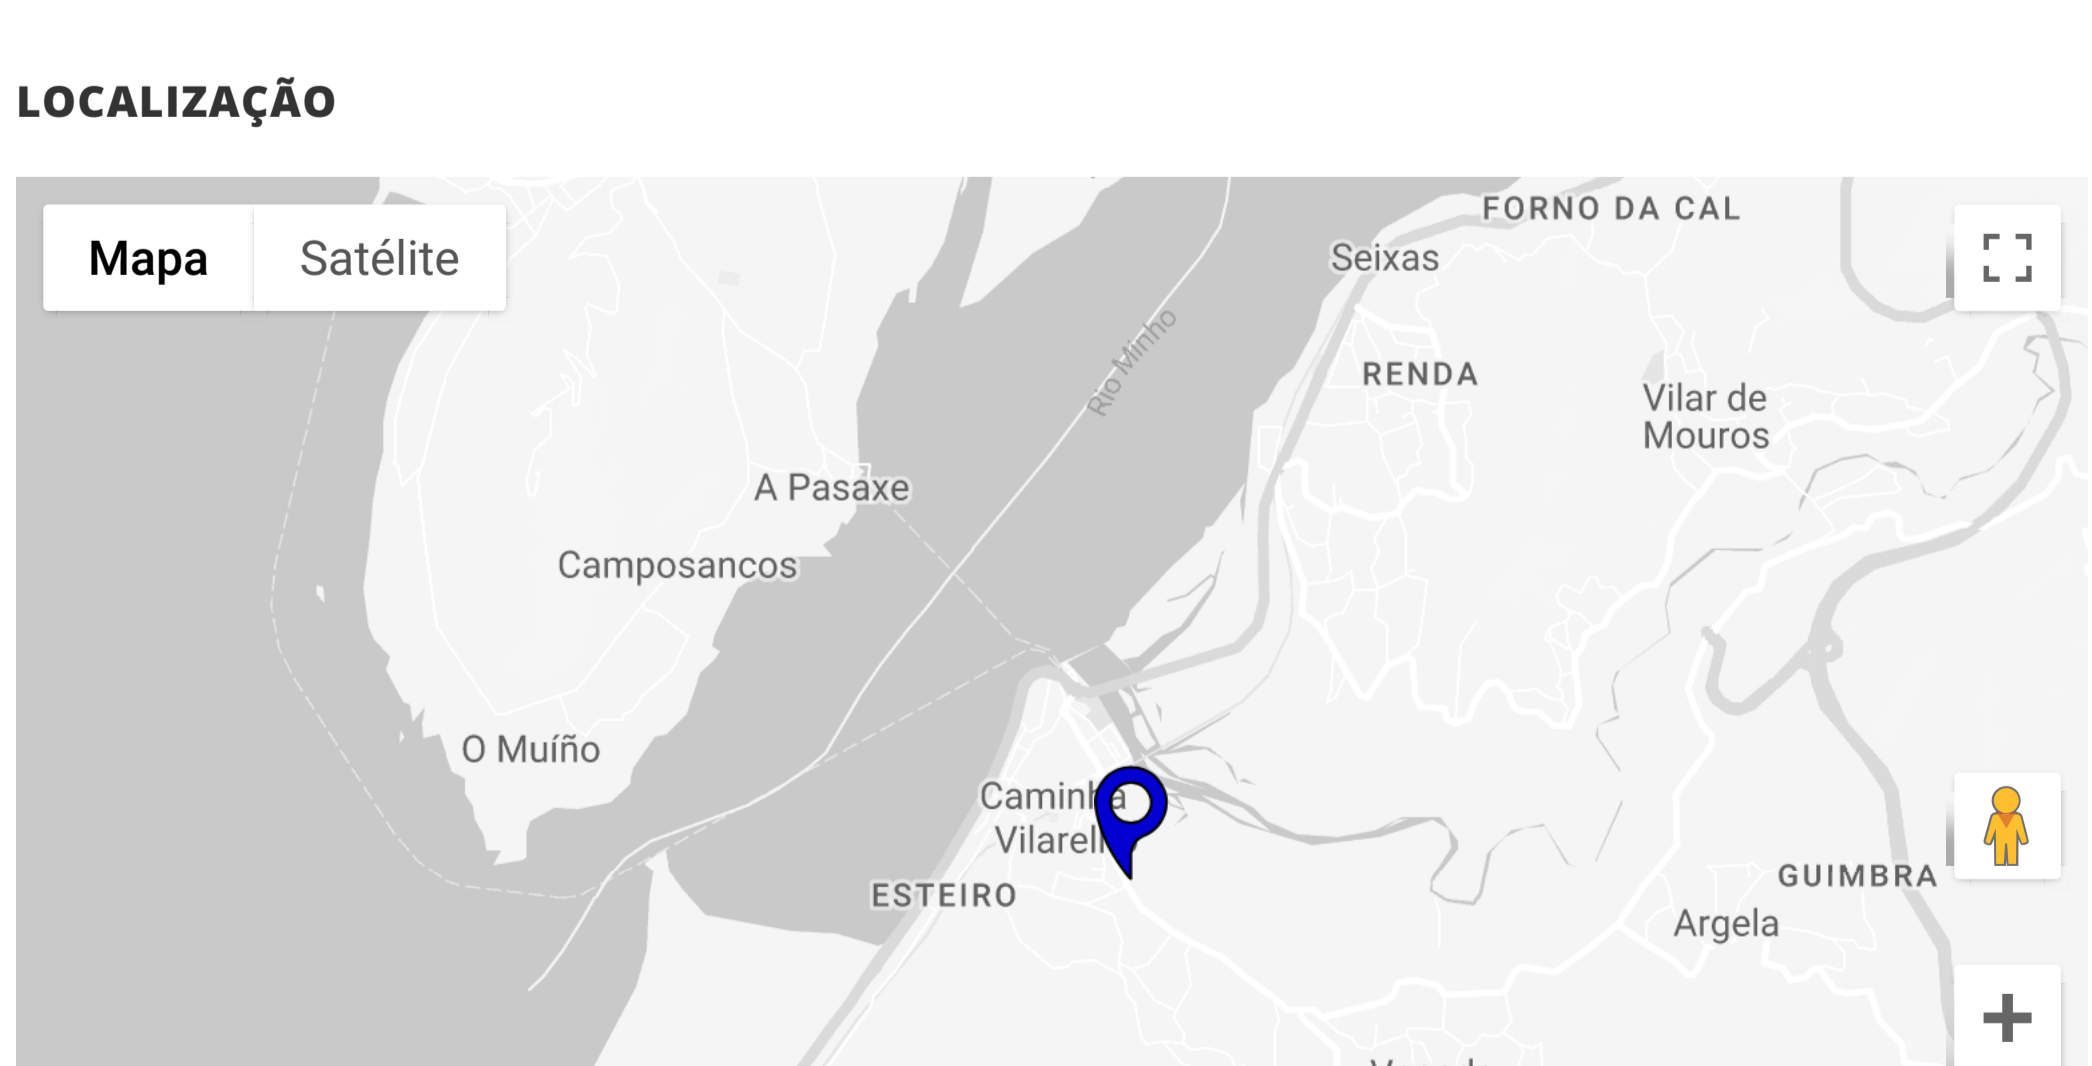 LOCALIZAÇÃO
Mapa
Satélite
FORNO DA CAL
Seixas
Rio Minho
RENDA
Vilar de
Mouros
A Pasaxe
Camposancos
O Muíño
Caminha
ESTEIRO
GUIMBRA
Argela